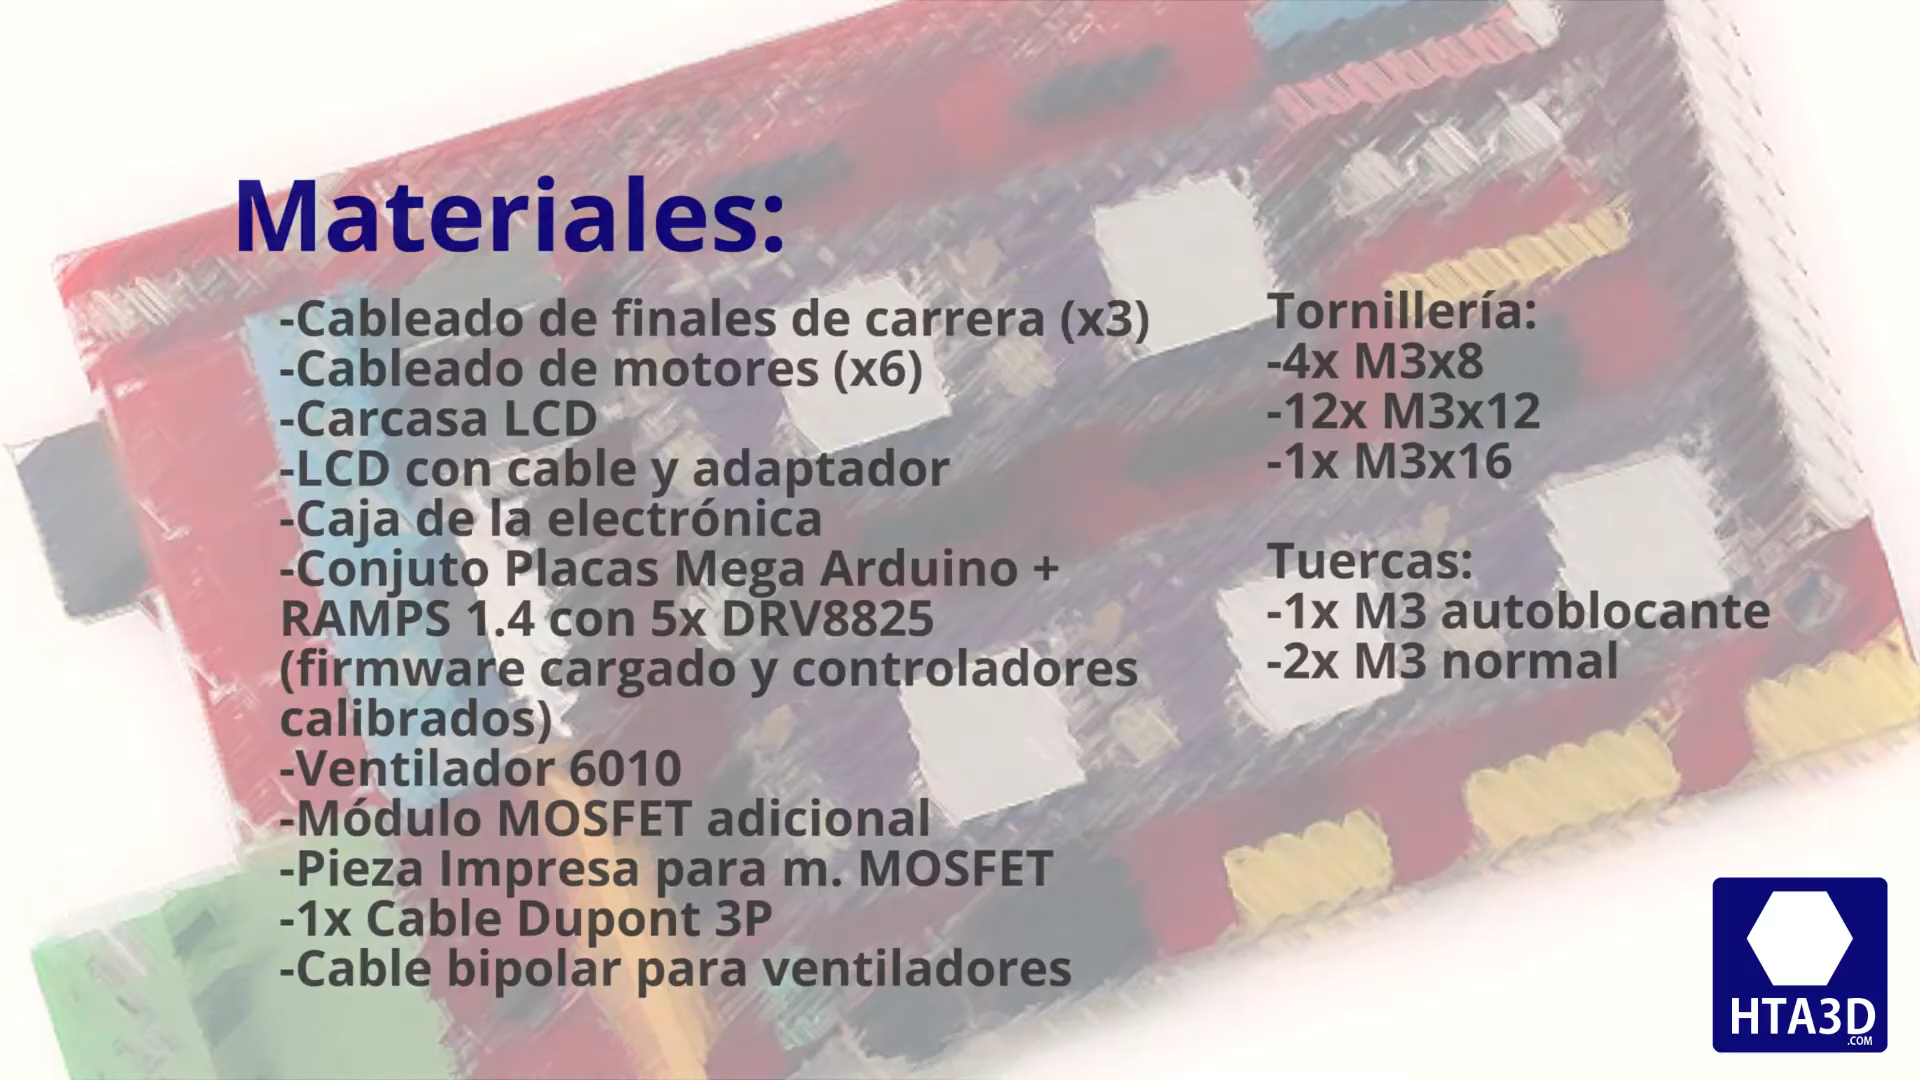 Materiales:
-Cableado de finales de carrera (x3)
-Cableado de motores (x6)
-Carcasa LCD
-LCD con cable y adaptador
-Caja de la electrónica
-Conjuto Placas Mega Arduino +
RAMPS 1.4 con 5x DRV8825
(firmware cargado y controladores
calibrados)
-Ventilador 6010
-Módulo MOSFET adicional
-Pieza Impresa para m. MOSFET
-1x Cable Dupont 3P
-Cable bipolar para ventiladores
Tornillería:
-4x M3x8
-12x M3x12
-1x M3x16
Tuercas:
-1x M3 autoblocante
-2x M3 normal
HTA3D
.COM